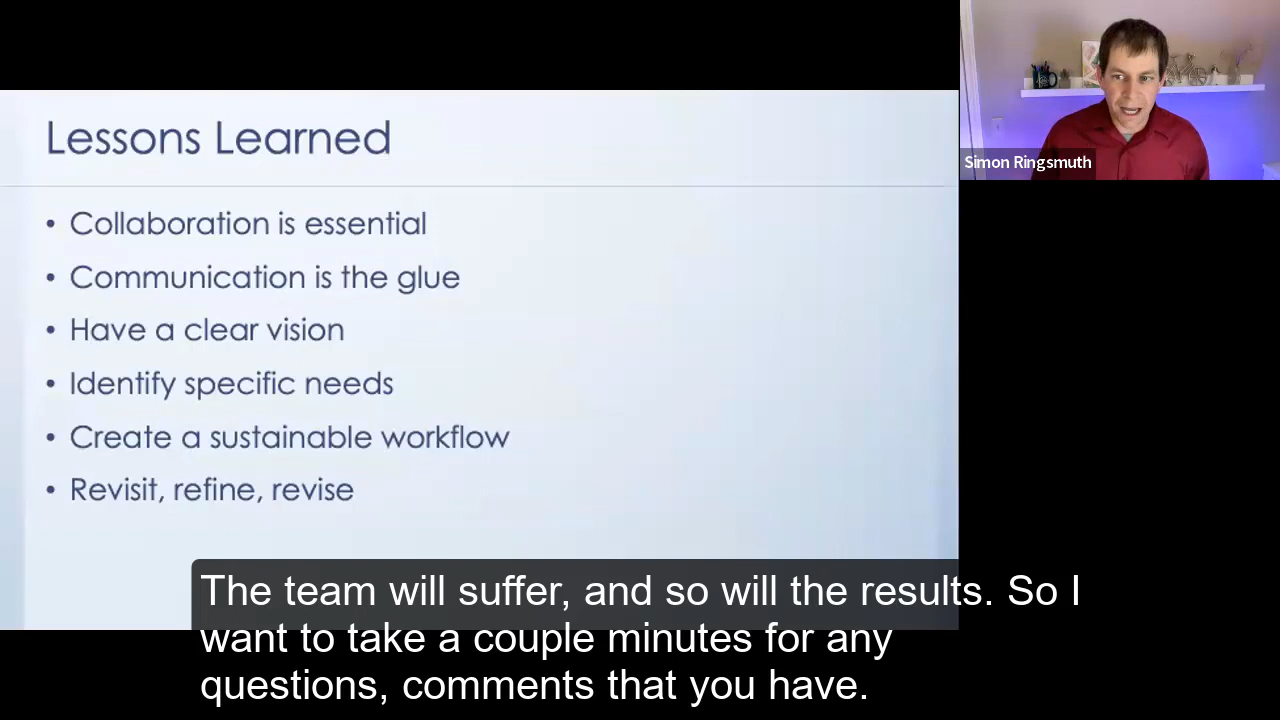 Lessons Learned
• Collaboration is essential
• Communication is the glue
• Have a clear vision
• Identify specific needs
• Create a sustainable workflow
• Revisit, refine, revise
Simon Ringsmuth
The team will suffer, and so will the results. So I
want to take a couple minutes for any
questions, comments that you have.